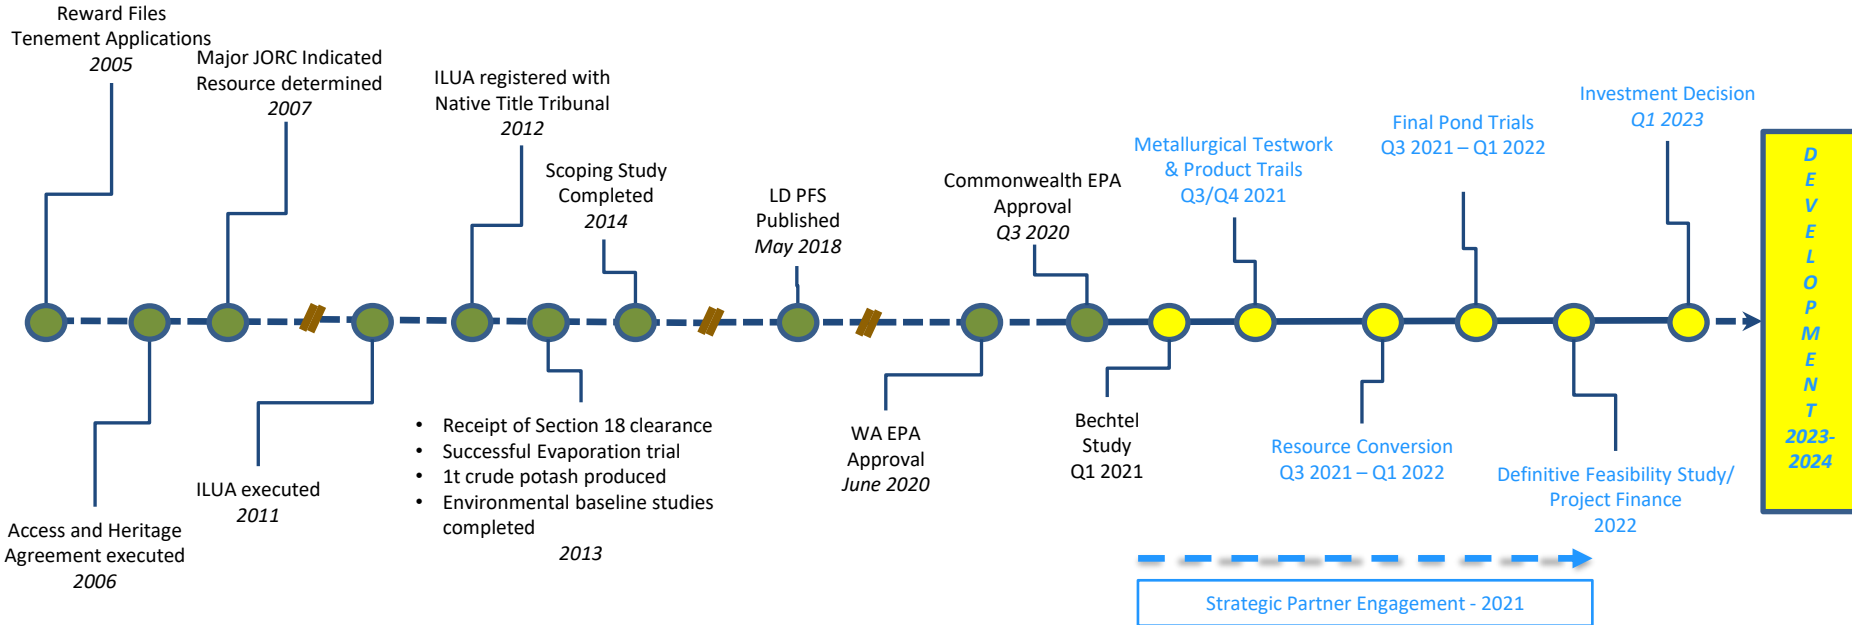 Reward Files
Tenement Applications
2005
Major JORC Indicated
Resource determined
2007
ILUA registered with
Native Title Tribunal
2012
Scoping Study
Completed
2014
LD PFS
Published
May 2018
Commonwealth EPA
Approval
Q3 2020
Metallurgical Testwork
& Product Trails
Q3/Q4 2021
Final Pond Trials
Q3 2021 – Q1 2022
Investment Decision
Q1 2023
D
E
V
E
L
O
P
M
E
N
T
2023-
2024
Access and Heritage
Agreement executed
2006
ILUA executed
2011
• Receipt of Section 18 clearance
• Successful Evaporation trial
• 1t crude potash produced
• Environmental baseline studies
completed
2013
WA EPA
Approval
June 2020
Bechtel
Study
Q1 2021
Resource Conversion
Q3 2021 – Q1 2022
Definitive Feasibility Study/
Project Finance
2022
Strategic Partner Engagement - 2021